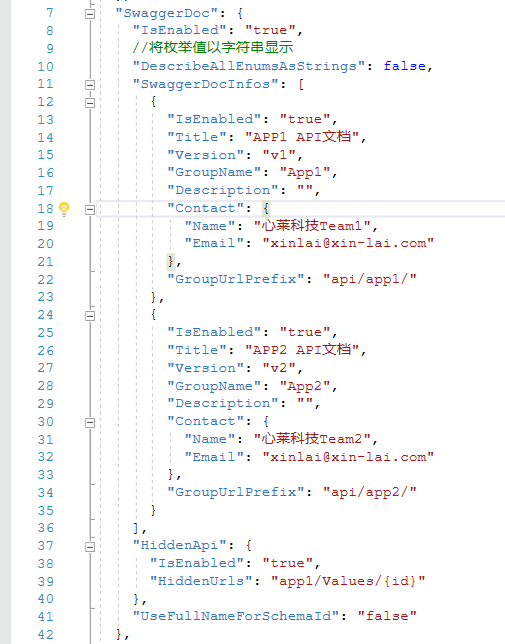 7 "SwaggerDoc": {
8 "IsEnabled": "true",
9 //将枚举值以字符串显示
10 "DescribeAllEnumsAsStrings": false,
11 "SwaggerDocInfos": [
12 {
13 "IsEnabled": "true",
14 "Title": "APP1 API文档",
15 "Version": "v1",
16 "GroupName": "App1",
17 "Description": "",
18 "Contact": {
19 "Name": "心莱科技Team1",
20 "Email": "xinlai@xin-lai.com"
21 },
22 "GroupUrlPrefix": "api/app1/"
23 },
24 {
25 "IsEnabled": "true",
26 "Title": "APP2 API文档",
27 "Version": "v2",
28 "GroupName": "App2",
29 "Description": "",
30 "Contact": {
31 "Name": "心莱科技Team2",
32 "Email": "xinlai@xin-lai.com"
33 },
34 "GroupUrlPrefix": "api/app2/"
35 }
36 ],
37 "HiddenApi": {
38 "IsEnabled": "true",
39 "HiddenUrls": "app1/Values/{id}"
40 },
41 "UseFullNameForSchemaId": "false"
42 },